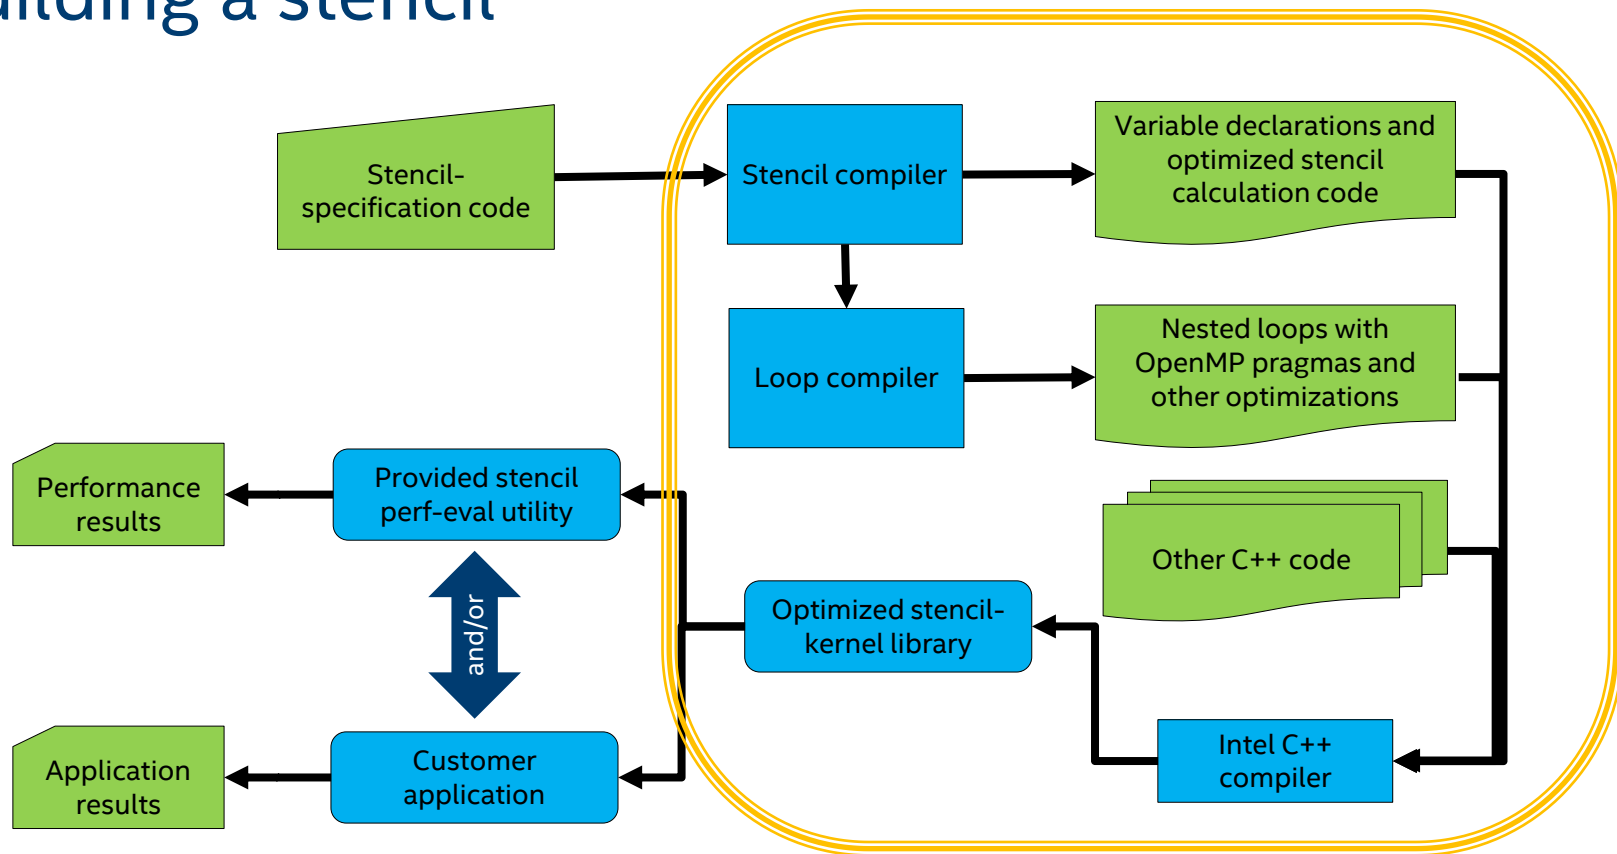 uilding a stencil
Stencil-
specification code
Stencil compiler
Variable declarations and
optimized stencil
calculation code
Loop compiler
Nested loops with
OpenMP pragmas and
other optimizations
Performance
results
Provided stencil
perf-eval utility
Other C++ code
and/or
Optimized stencil-
kernel library
Application
results
Customer
application
Intel C++
compiler